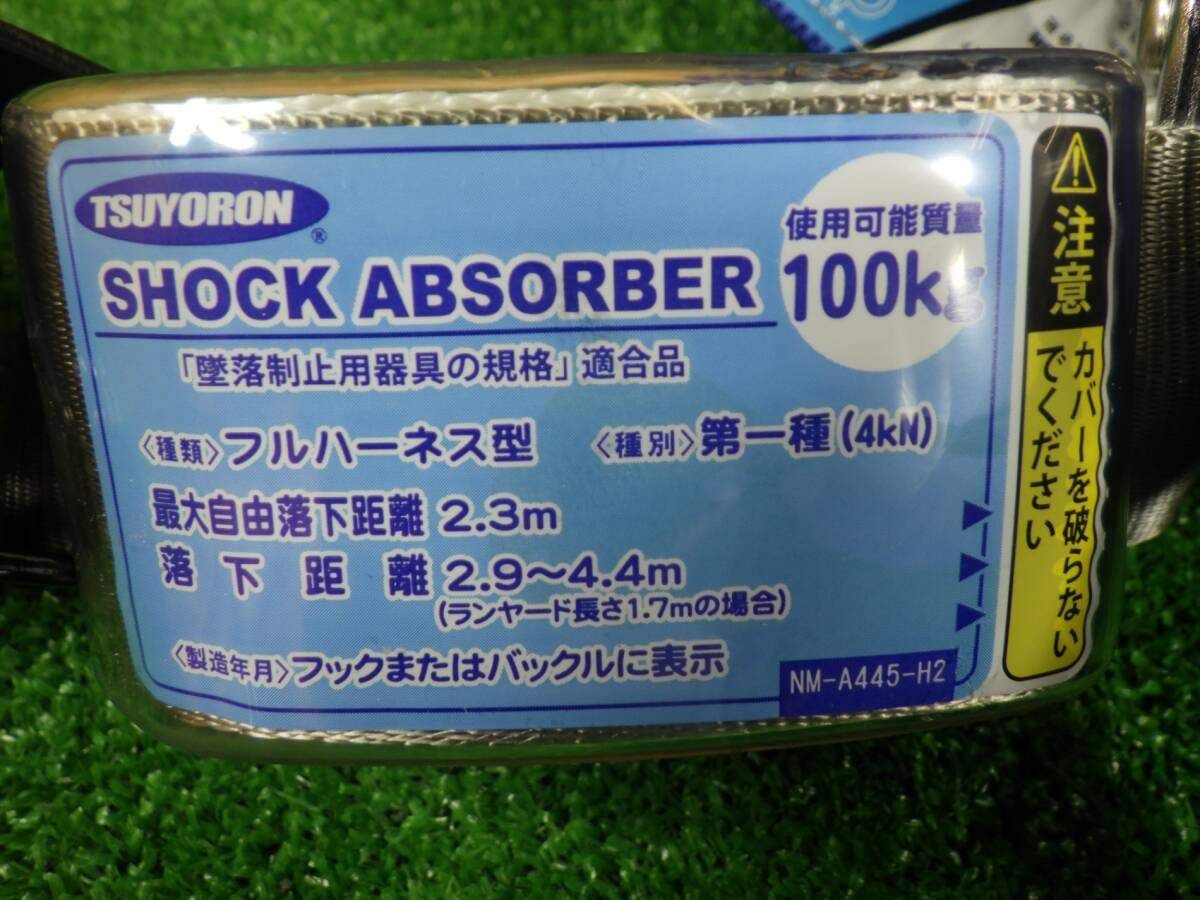 TSUYORON
®
SHOCK ABSORBER
使用可能質量
100kg
「墜落制止用器具の規格」適合品
〈種類〉フルハーネス型 〈種別〉第一種(4kN)
最大自由落下距離 2.3m
落下距離 2.9～4.4m
(ランヤード長さ1.7mの場合)
〈製造年月〉フックまたはバックルに表示
NM-A445-H2
注意
カバーを破らない
でください